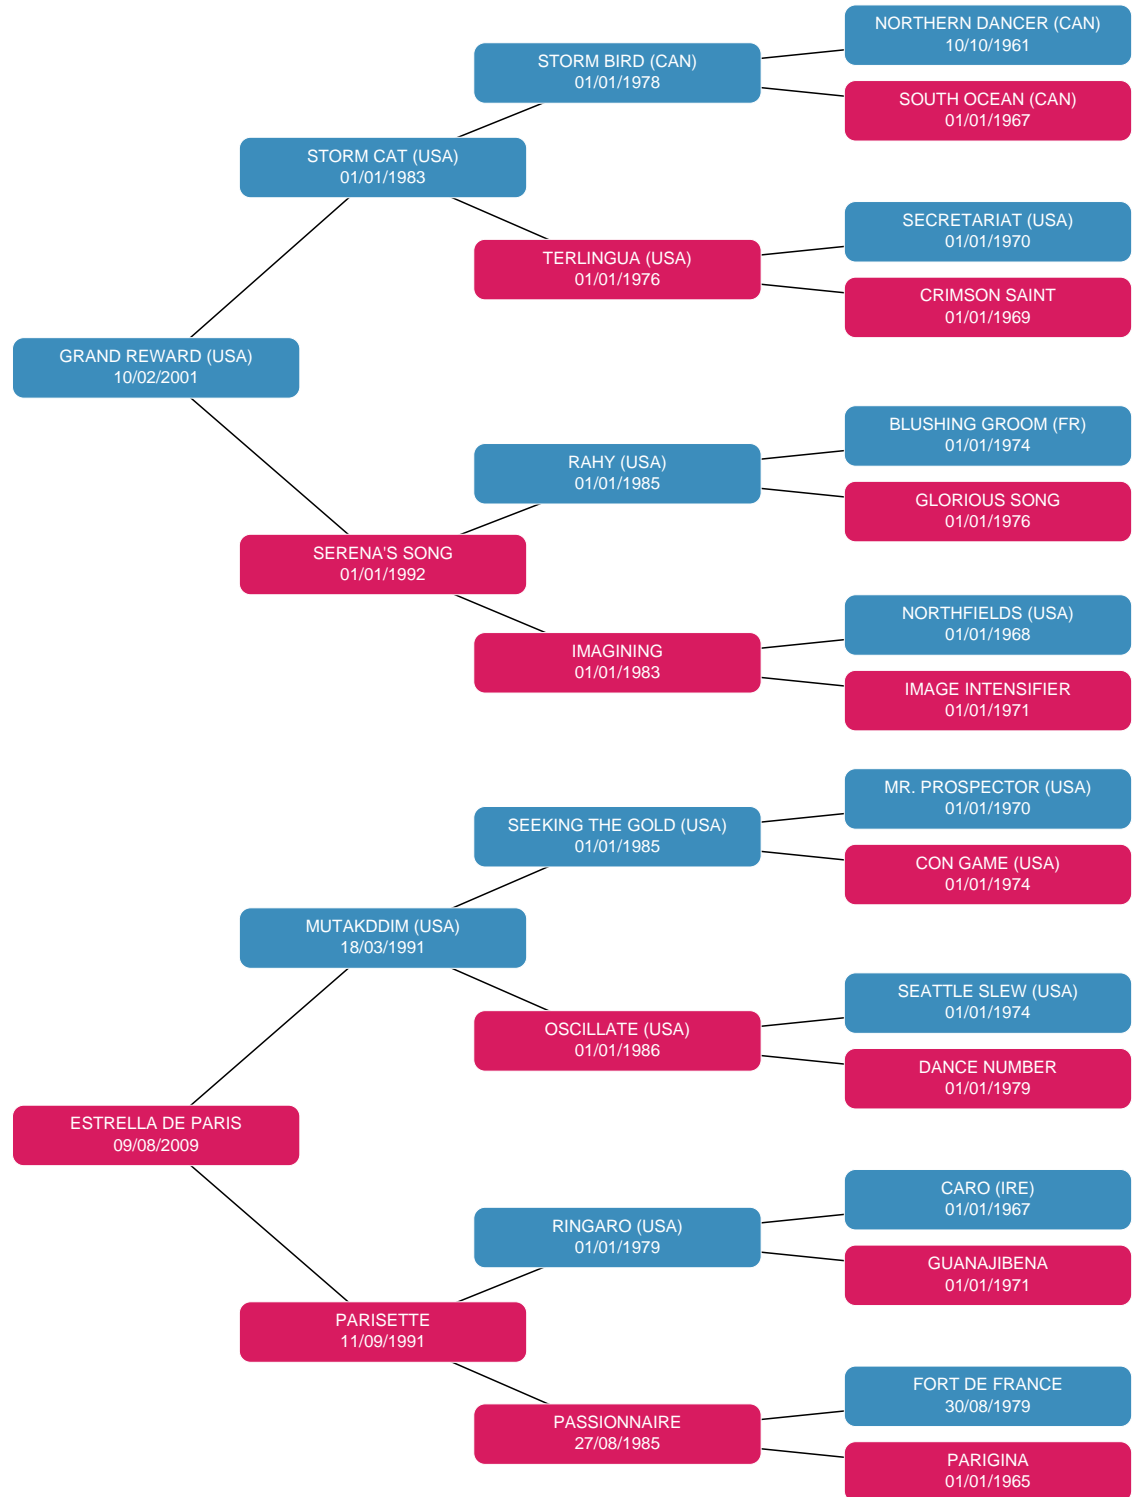 NORTHERN DANCER (CAN)
10/10/1961
STORM BIRD (CAN)
01/01/1978
SOUTH OCEAN (CAN)
01/01/1967
STORM CAT (USA)
01/01/1983
SECRETARIAT (USA)
01/01/1970
TERLINGUA (USA)
01/01/1976
CRIMSON SAINT
01/01/1969
GRAND REWARD (USA)
10/02/2001
BLUSHING GROOM (FR)
01/01/1974
RAHY (USA)
01/01/1985
GLORIOUS SONG
01/01/1976
SERENA'S SONG
01/01/1992
NORTHFIELDS (USA)
01/01/1968
IMAGINING
01/01/1983
IMAGE INTENSIFIER
01/01/1971
MR. PROSPECTOR (USA)
01/01/1970
SEEKING THE GOLD (USA)
01/01/1985
CON GAME (USA)
01/01/1974
MUTAKDDIM (USA)
18/03/1991
SEATTLE SLEW (USA)
01/01/1974
OSCILLATE (USA)
01/01/1986
DANCE NUMBER
01/01/1979
ESTRELLA DE PARIS
09/08/2009
CARO (IRE)
01/01/1967
RINGARO (USA)
01/01/1979
GUANAJIBENA
01/01/1971
PARISETTE
11/09/1991
FORT DE FRANCE
30/08/1979
PASSIONNAIRE
27/08/1985
PARIGINA
01/01/1965